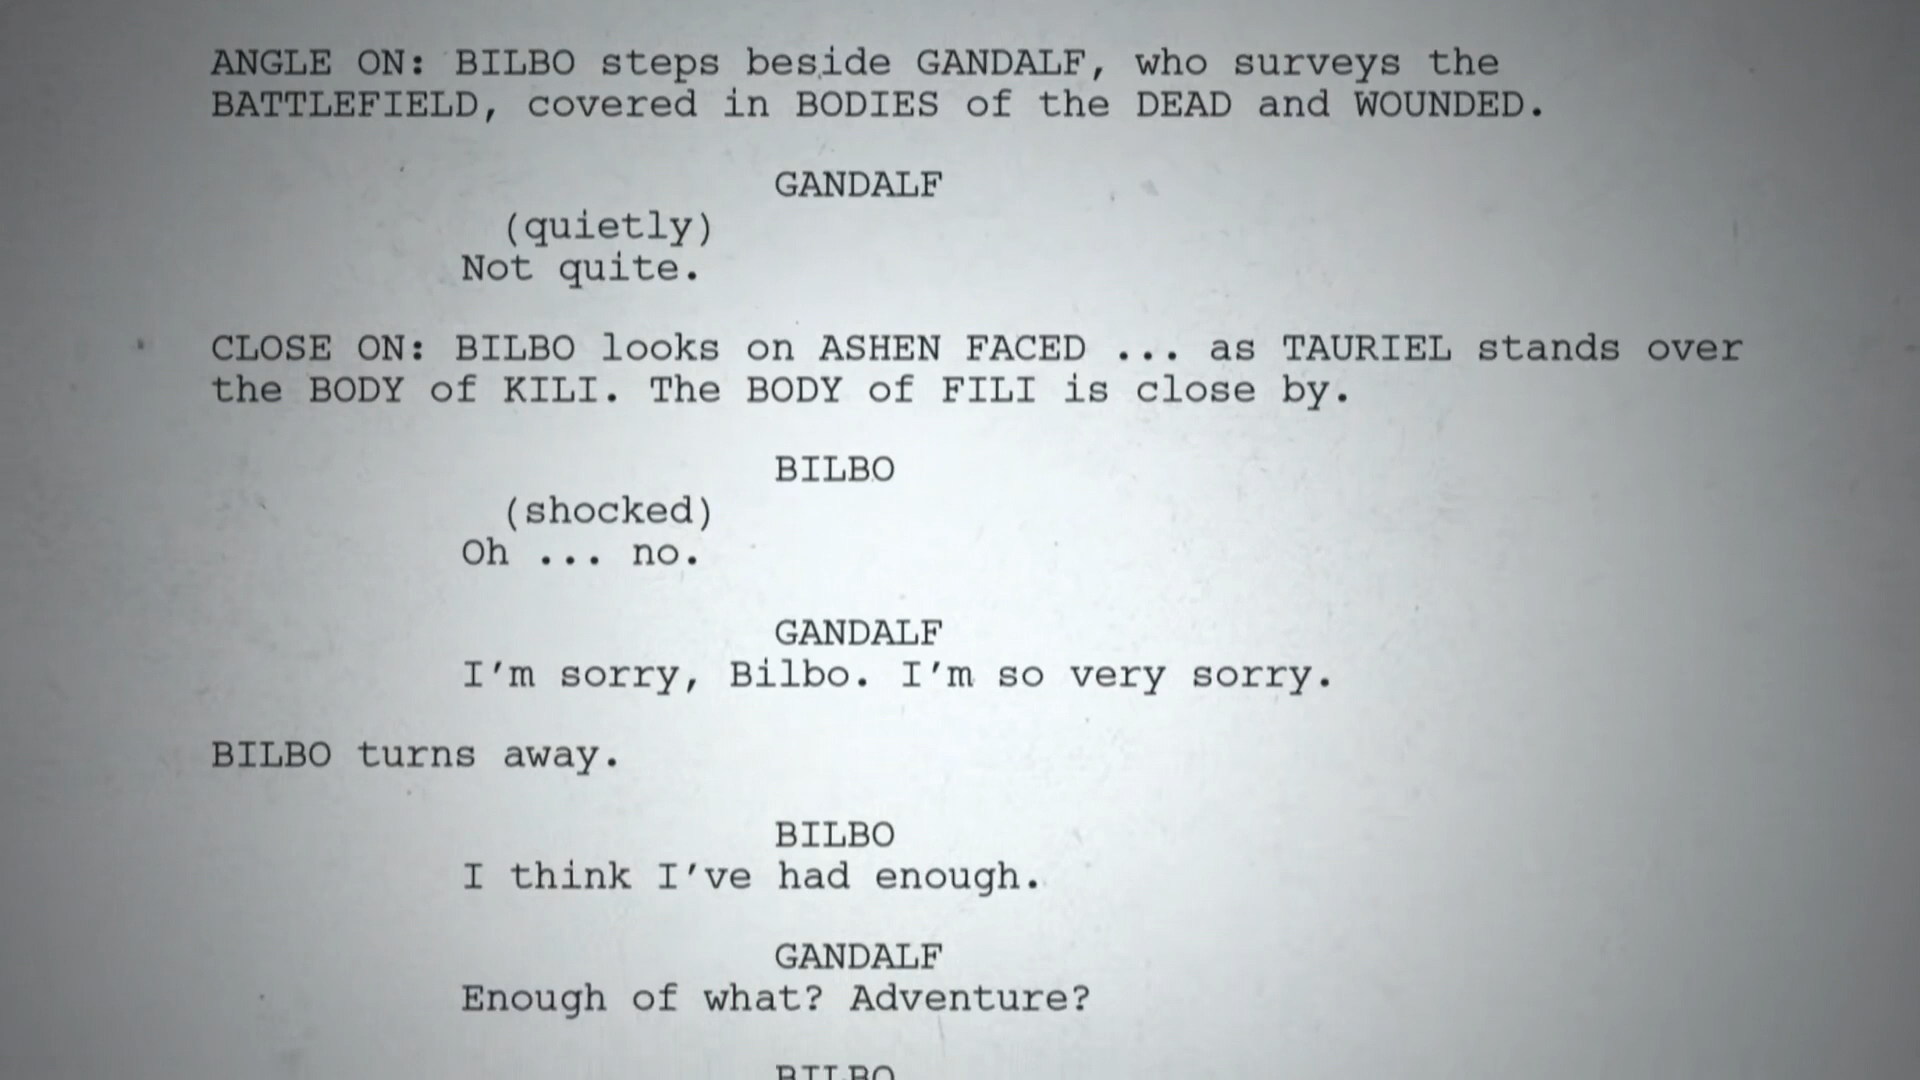 ANGLE ON: BILBO steps beside GANDALF, who surveys the
BATTLEFIELD, covered in BODIES of the DEAD and WOUNDED.
GANDALF
(quietly)
Not quite.
CLOSE ON: BILBO looks on ASHEN FACED ... as TAURIEL stands over
the BODY of KILI. The BODY of FILI is close by.
BILBO
(shocked)
Oh ... no.
GANDALF
I'm sorry, Bilbo. I'm so very sorry.
BILBO turns away.
BILBO
I think I've had enough.
GANDALF
Enough of what? Adventure?
BILBO